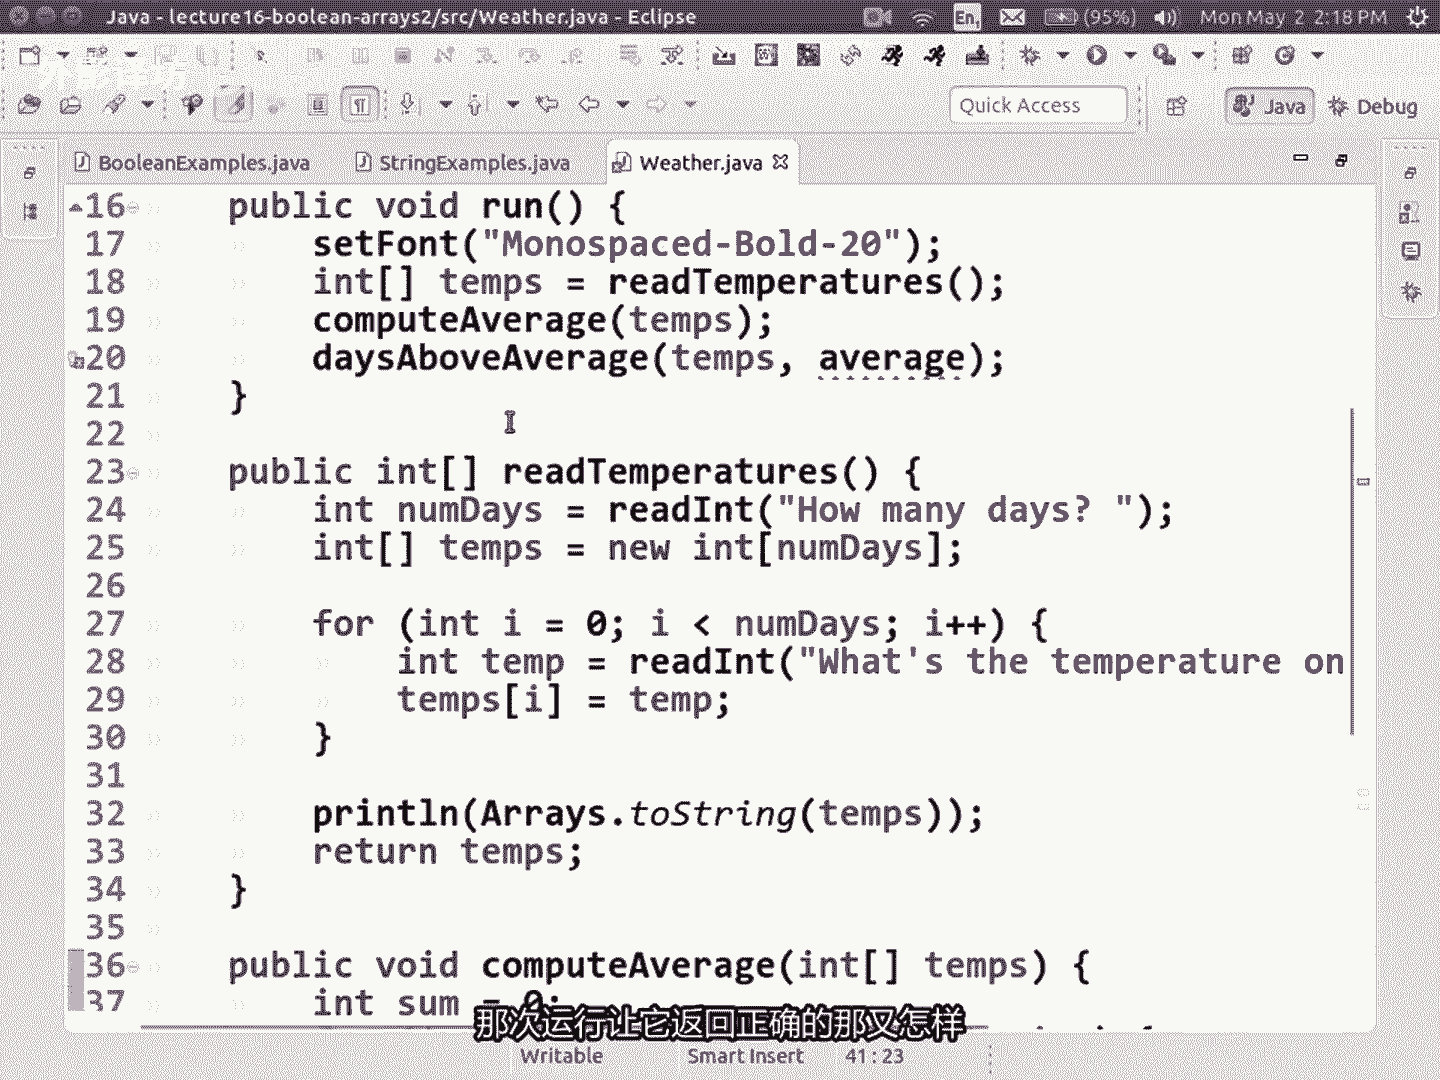 Java - lecture16-boolean-arrays2/src/Weather.java - Eclipse
En1 (95%) Mon May 2 2:18 PM
Quick Access
Java
Debug
BooleanExamples.java
StringExamples.java
Weather.java
16 public void run() {
17 setFont("Monospaced-Bold-20");
18 int[] temps = readTemperatures();
19 computeAverage(temps);
20 daysAboveAverage(temps, average);
21 }
22
23 public int[] readTemperatures() {
24 int numDays = readInt("How many days? ");
25 int[] temps = new int[numDays];
26
27 for (int i = 0; i < numDays; i++) {
28 int temp = readInt("What's the temperature on
29 temps[i] = temp;
30 }
31
32 println(Arrays.toString(temps));
33 return temps;
34 }
35
36 public void computeAverage(int[] temps) {
37 int sum = 0;
那次运行让它返回正确的那又怎样
Writable
Smart Insert
41 : 23